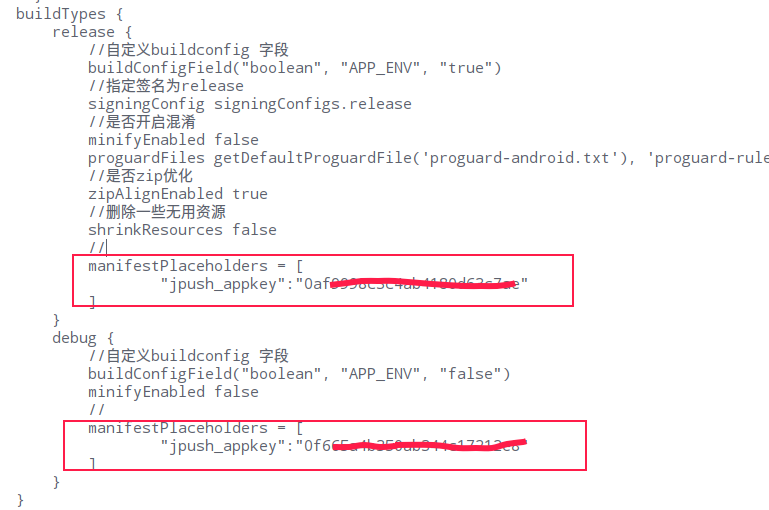 buildTypes {
release {
//自定义buildconfig 字段
buildConfigField("boolean", "APP_ENV", "true")
//指定签名为release
signingConfig signingConfigs.release
//是否开启混淆
minifyEnabled false
proguardFiles getDefaultProguardFile('proguard-android.txt'), 'proguard-rule
//是否zip优化
zipAlignEnabled true
//删除一些无用资源
shrinkResources false
//
manifestPlaceholders = [
"jpush_appkey":"0af
]
}
debug {
//自定义buildconfig 字段
buildConfigField("boolean", "APP_ENV", "false")
minifyEnabled false
//
manifestPlaceholders = [
"jpush_appkey":"0f6
]
}
}